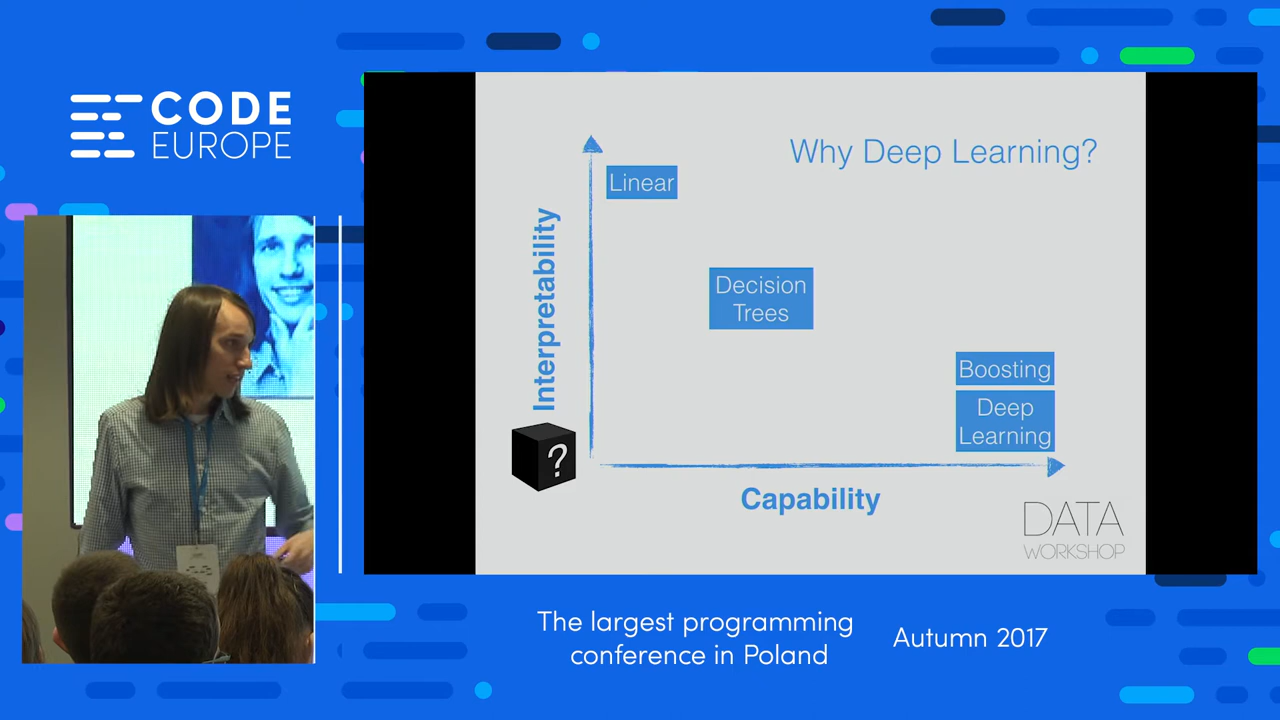 CODE
EUROPE
Why Deep Learning?
Linear
Interpretability
Decision
Trees
Boosting
Deep
Learning
?
Capability
DATA
WORKSHOP
The largest programming
conference in Poland
Autumn 2017